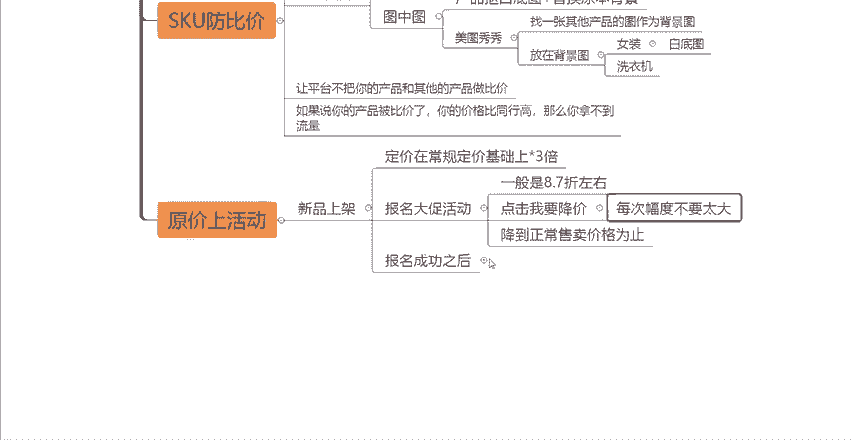 SKU防比价
图中图
找一张其他产品的图作为背景图
美图秀秀
女装
白底图
放在背景图
洗衣机
让平台不把你的产品和其他的产品做比价
如果说你的产品被比价了，你的价格比同行高，那么你拿不到
流量
定价在常规定价基础上*3倍
一般是8.7折左右
原价上活动
新品上架
报名大促活动
点击我要降价
每次幅度不要太大
降到正常售卖价格为止
报名成功之后